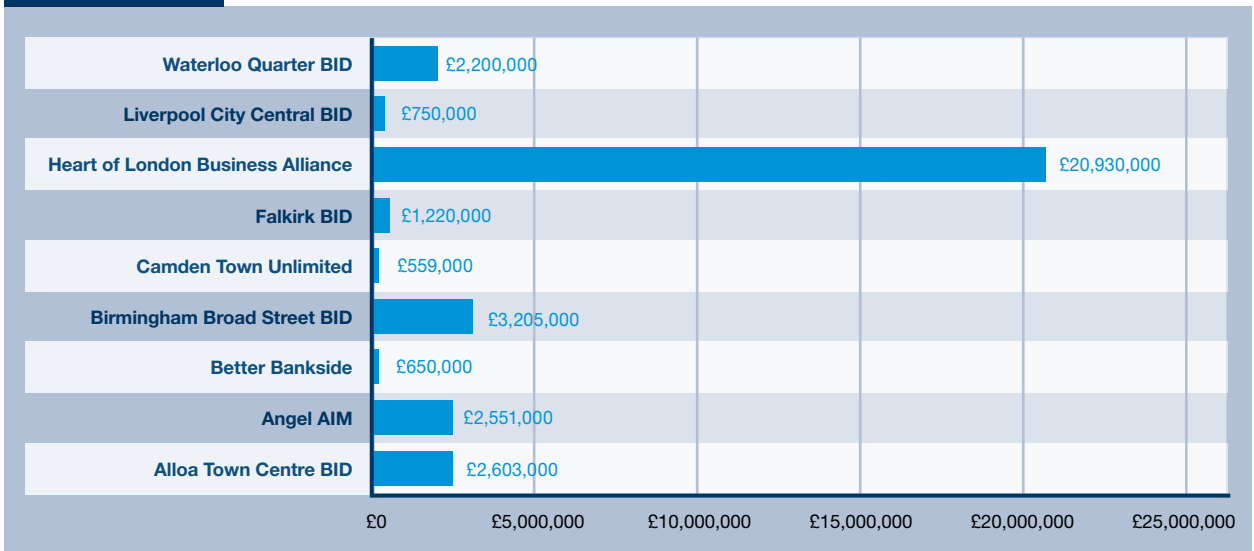 Waterloo Quarter BID £2,200,000
Liverpool City Central BID £750,000
Heart of London Business Alliance £20,930,000
Falkirk BID £1,220,000
Camden Town Unlimited £559,000
Birmingham Broad Street BID £3,205,000
Better Bankside £650,000
Angel AIM £2,551,000
Alloa Town Centre BID £2,603,000
£0 £5,000,000 £10,000,000 £15,000,000 £20,000,000 £25,000,000